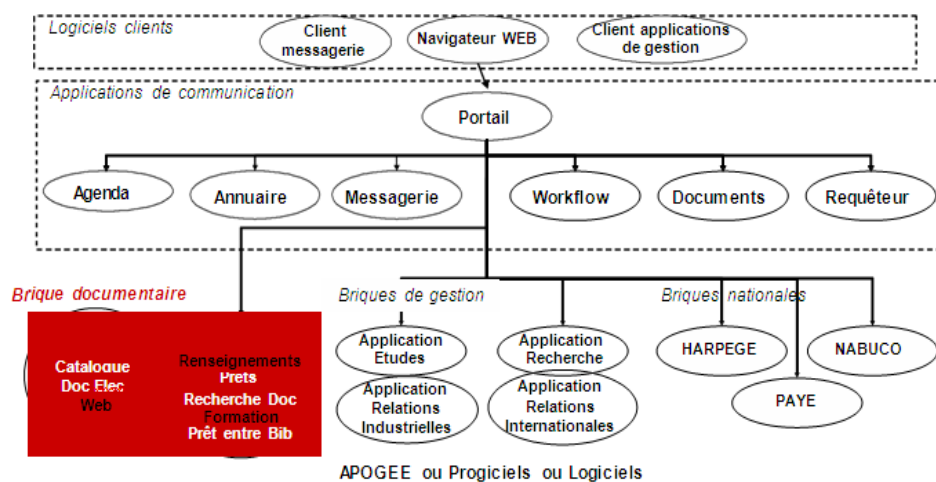 Logiciels clients
Client
messagerie
Navigateur WEB
Client applications
de gestion
Applications de communication
Portail
Agenda
Annuaire
Messagerie
Workflow
Documents
Requêteur
Brique documentaire
Briques de gestion
Briques nationales
Catalogue
Doc Elec
Web
Renseignements
Prets
Recherche Doc
Formation
Prêt entre Bib
Application
Etudes
Application
Relations
Industrielles
Application
Recherche
Application
Relations
Internationales
HARPEGE
NABUCO
PAYE
APOGEE ou Progiciels ou Logiciels